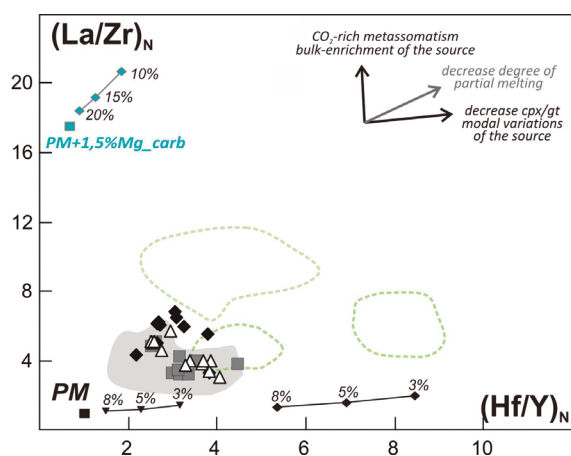 (La/Zr)N
CO2-rich metassomatism
bulk-enrichment of the source
decrease degree of
partial melting
decrease cpx/gt
modal variations
of the source
20
16
12
8
4
10%
15%
20%
PM+1,5%Mg_carb
PM
8%
5%
3%
8%
5%
3%
(Hf/Y)N
2
4
6
8
10